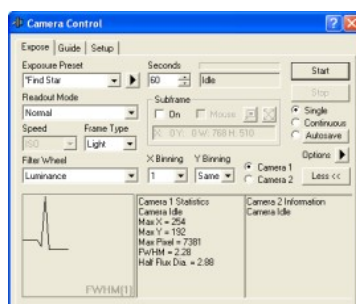 Camera Control
Expose Guide Setup
Exposure Preset
*Find Star
Seconds
60
Idle
Start
Stop
Readout Mode
Normal
Subframe
On Mouse
X: 0 Y: 0 W: 768 H: 510
Single
Continuous
Autosave
Speed Frame Type
ISO Light
Options
Filter Wheel
Luminance
X Binning Y Binning
1 Same
Camera 1
Camera 2
Less <<
Camera 1 Statistics
Camera Idle
Max X = 254
Max Y = 192
Max Pixel = 7381
FWHM = 2.28
Half Flux Dia. = 2.88
Camera 2 Information
Camera Idle
FWHM(1)